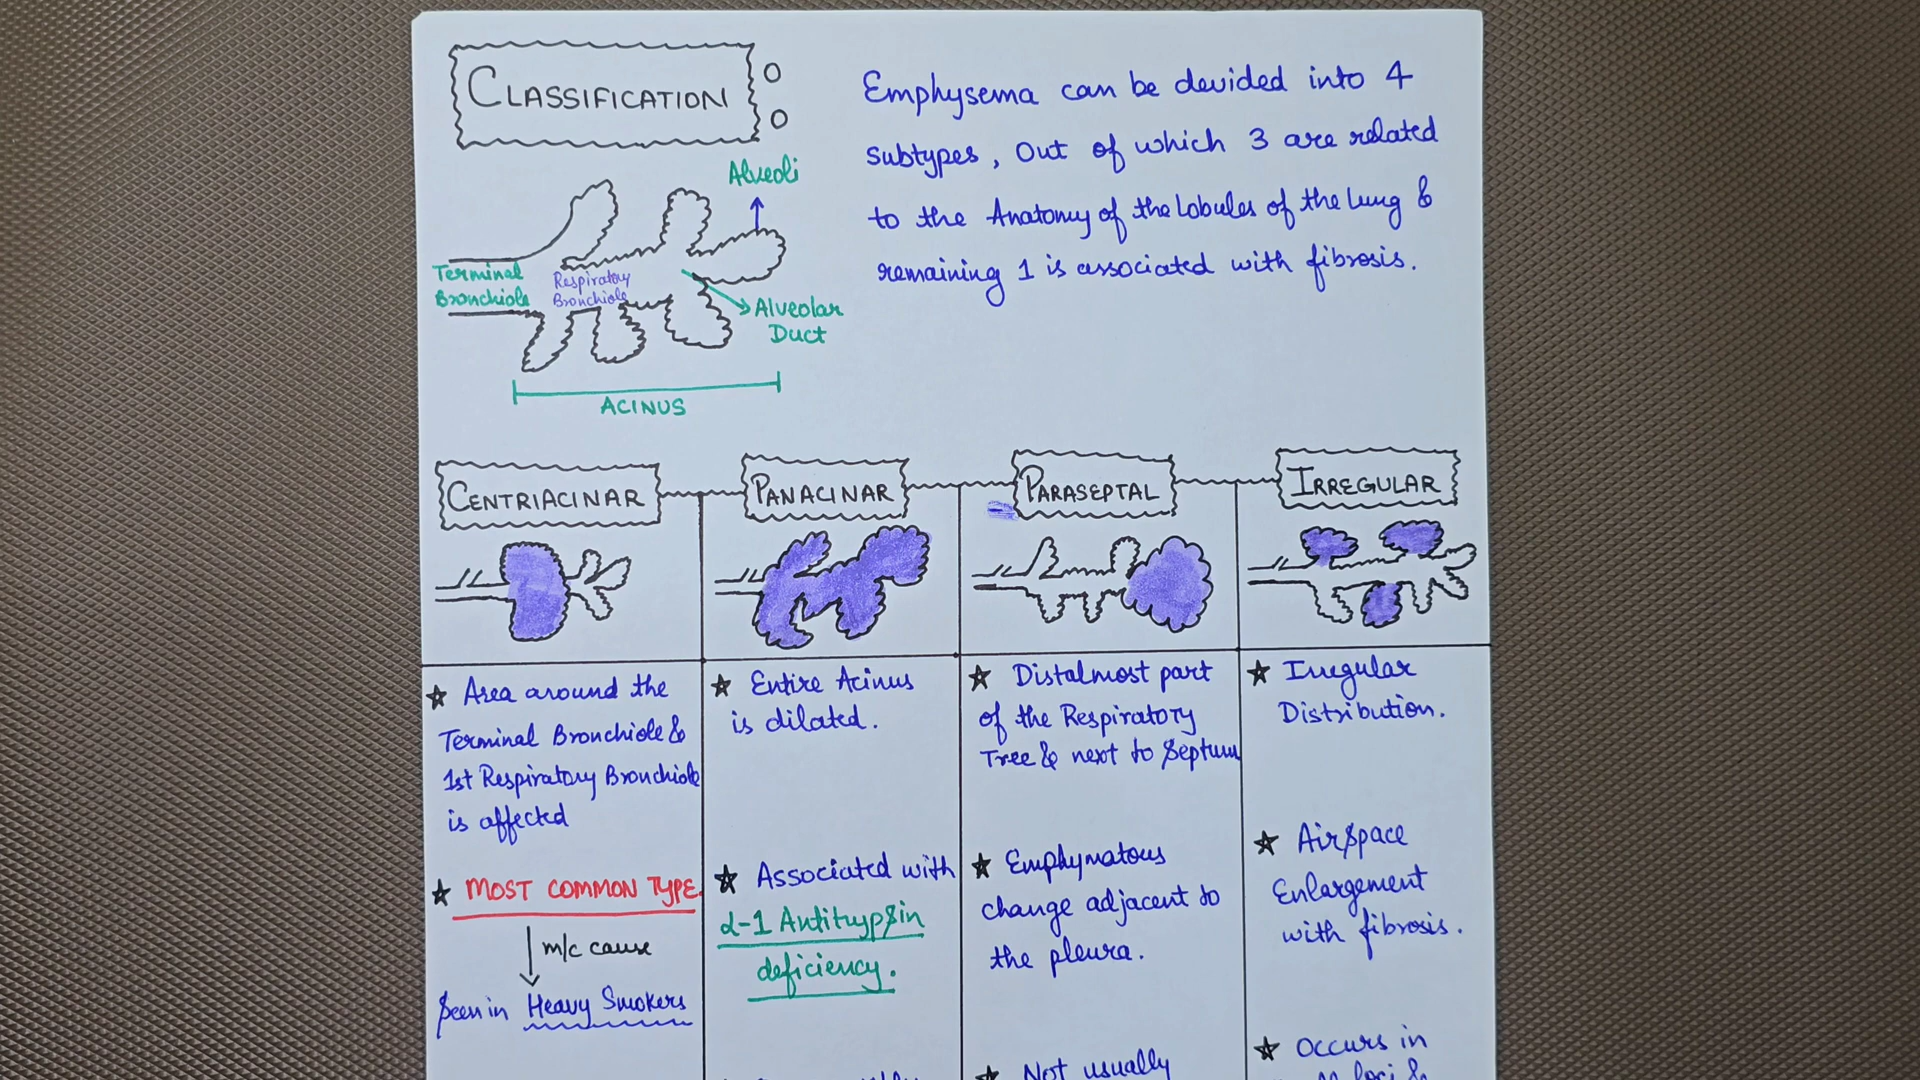 CLASSIFICATION
Emphysema can be devided into 4
subtypes, Out of which 3 are related
to the Anatomy of the Lobules of the Lung &
remaining 1 is associated with fibrosis.
Alveoli
Terminal
Bronchiole
Respiratory
Bronchiole
Alveolar
Duct
ACINUS
CENTRIACINAR
PANACINAR
PARASEPTAL
IRREGULAR
★ Area around the
Terminal Bronchiole &
1st Respiratory Bronchiole
is affected
★ MOST COMMON TYPE.
m/c cause
Seen in Heavy Smokers
★ Entire Acinus
is dilated.
★ Associated with
α-1 Antitrypsin
deficiency.
★ Distalmost part
of the Respiratory
Tree & next to Septum
★ Emphymatous
change adjacent to
the pleura.
★ Not usually
★ Irregular
Distribution.
★ Airspace
Enlargement
with fibrosis.
★ Occurs in